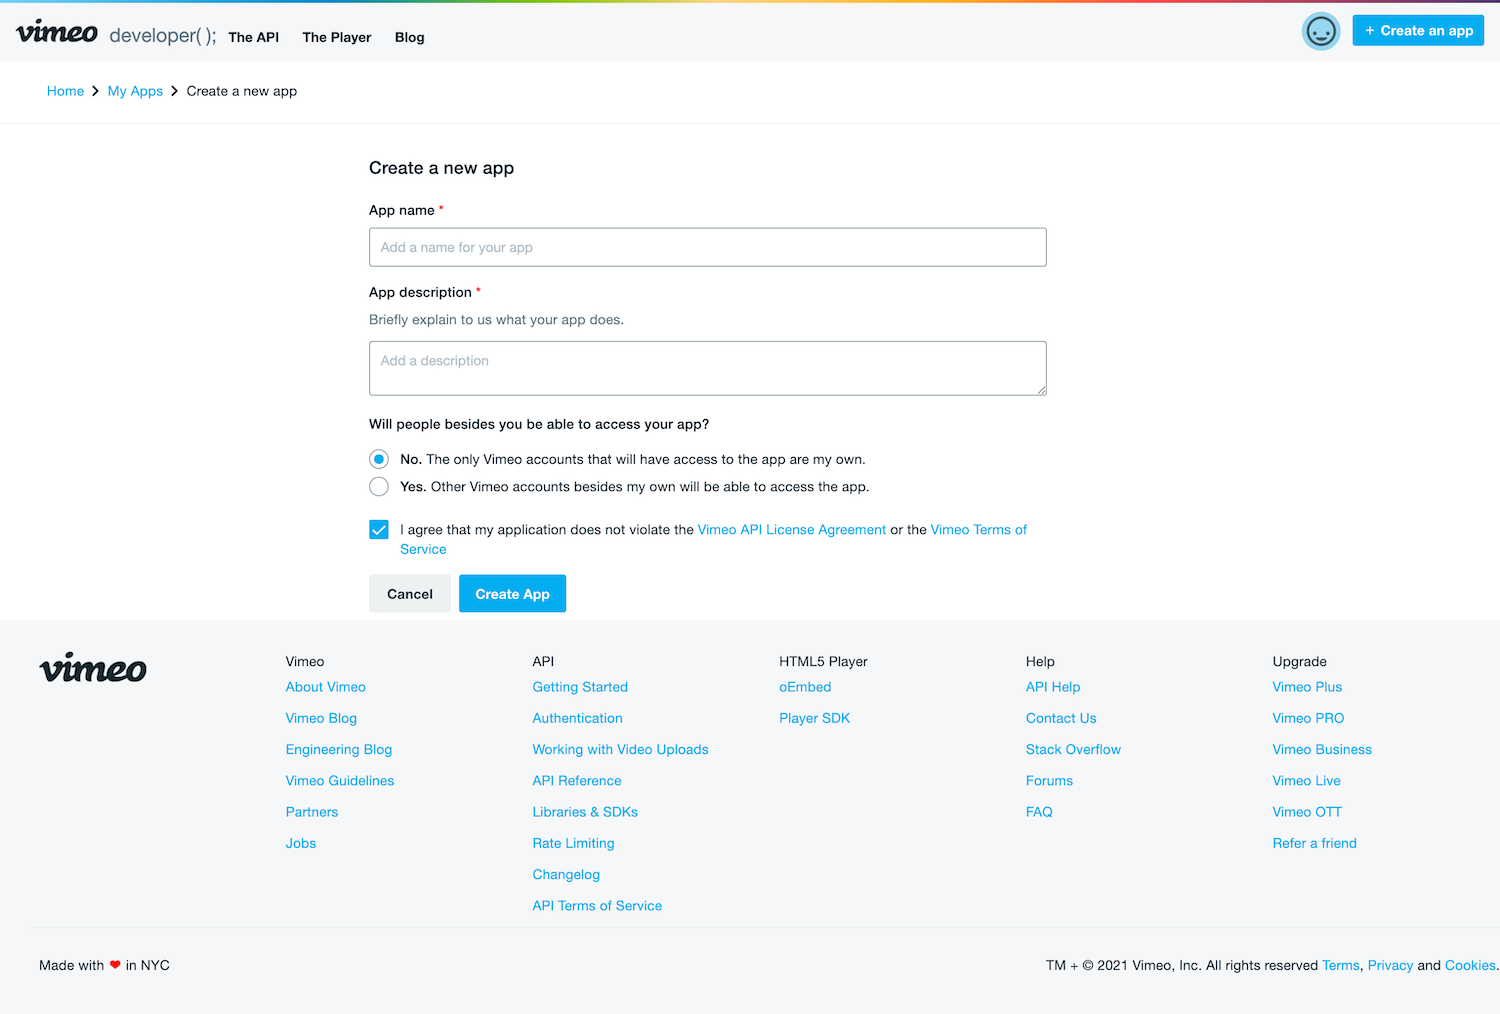 vimeo developer( ); The API The Player Blog + Create an app
Home > My Apps > Create a new app
Create a new app
App name *
Add a name for your app
App description *
Briefly explain to us what your app does.
Add a description
Will people besides you be able to access your app?
No. The only Vimeo accounts that will have access to the app are my own.
Yes. Other Vimeo accounts besides my own will be able to access the app.
I agree that my application does not violate the Vimeo API License Agreement or the Vimeo Terms of
Service
Cancel Create App
vimeo
Vimeo
About Vimeo
Vimeo Blog
Engineering Blog
Vimeo Guidelines
Partners
Jobs
API
Getting Started
Authentication
Working with Video Uploads
API Reference
Libraries & SDKs
Rate Limiting
Changelog
API Terms of Service
HTML5 Player
oEmbed
Player SDK
Help
API Help
Contact Us
Stack Overflow
Forums
FAQ
Upgrade
Vimeo Plus
Vimeo PRO
Vimeo Business
Vimeo Live
Vimeo OTT
Refer a friend
Made with ❤ in NYC
TM + © 2021 Vimeo, Inc. All rights reserved Terms, Privacy and Cookies.